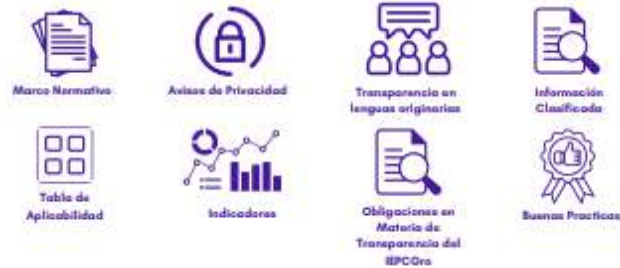 Marco Normativo
Avisos de Privacidad
Transparencia en
lenguas originarias
Información
Clasificada
Tabla de
Aplicabilidad
Indicadores
Obligaciones en
Materia de
Transparencia del
IEPCGro
Buenas Practicas